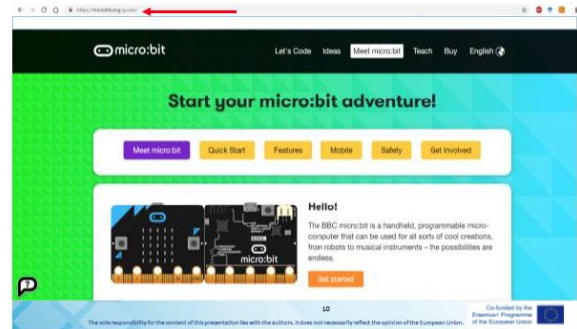 https://microbit.org/guide/
micro:bit
Let's Code Ideas Meet micro:bit Teach Buy English
Start your micro:bit adventure!
Meet micro:bit Quick Start Features Mobile Safety Get Involved
Hello!
The BBC micro:bit is a handheld, programmable micro-
computer that can be used for all sorts of cool creations,
from robots to musical instruments – the possibilities are
endless.
Get started
micro:bit
10
The sole responsibility for the content of this presentation lies with the authors. It does not necessarily reflect the opinion of the European Union.
Co-funded by the
Erasmus+ Programme
of the European Union